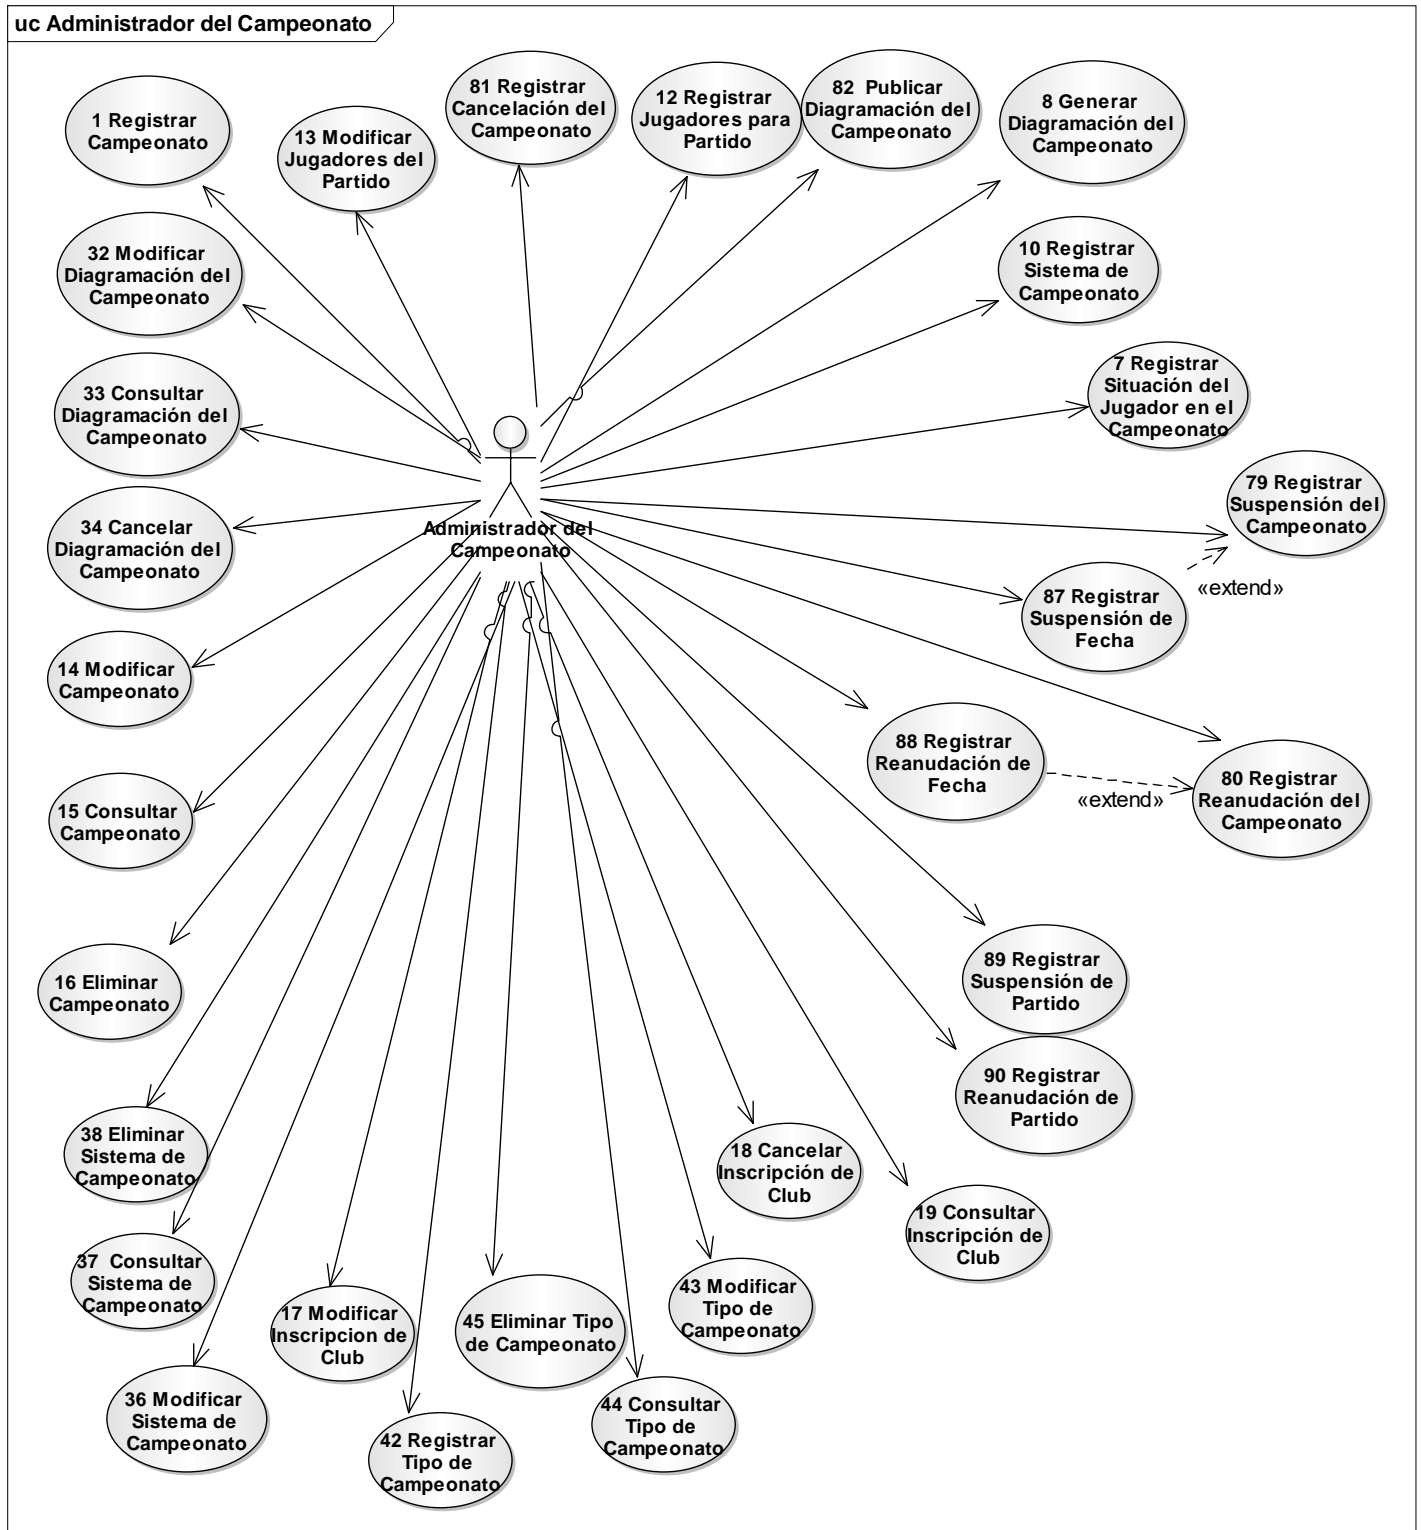 uc Administrador del Campeonato
1 Registrar
Campeonato
13 Modificar
Jugadores del
Partido
81 Registrar
Cancelación del
Campeonato
12 Registrar
Jugadores para
Partido
82  Publicar
Diagramación del
Campeonato
8 Generar
Diagramación del
Campeonato
32 Modificar
Diagramación del
Campeonato
10 Registrar
Sistema de
Campeonato
33 Consultar
Diagramación del
Campeonato
7 Registrar
Situación del
Jugador en el
Campeonato
34 Cancelar
Diagramación del
Campeonato
Administrador del
Campeonato
79 Registrar
Suspensión del
Campeonato
«extend»
87 Registrar
Suspensión de
Fecha
14 Modificar
Campeonato
88 Registrar
Reanudación de
Fecha
«extend»
80 Registrar
Reanudación del
Campeonato
15 Consultar
Campeonato
16 Eliminar
Campeonato
89 Registrar
Suspensión de
Partido
90 Registrar
Reanudación de
Partido
38 Eliminar
Sistema de
Campeonato
18 Cancelar
Inscripción de
Club
19 Consultar
Inscripción de
Club
37  Consultar
Sistema de
Campeonato
17 Modificar
Inscripcion de
Club
45 Eliminar Tipo
de Campeonato
43 Modificar
Tipo de
Campeonato
36 Modificar
Sistema de
Campeonato
42 Registrar
Tipo de
Campeonato
44 Consultar
Tipo de
Campeonato